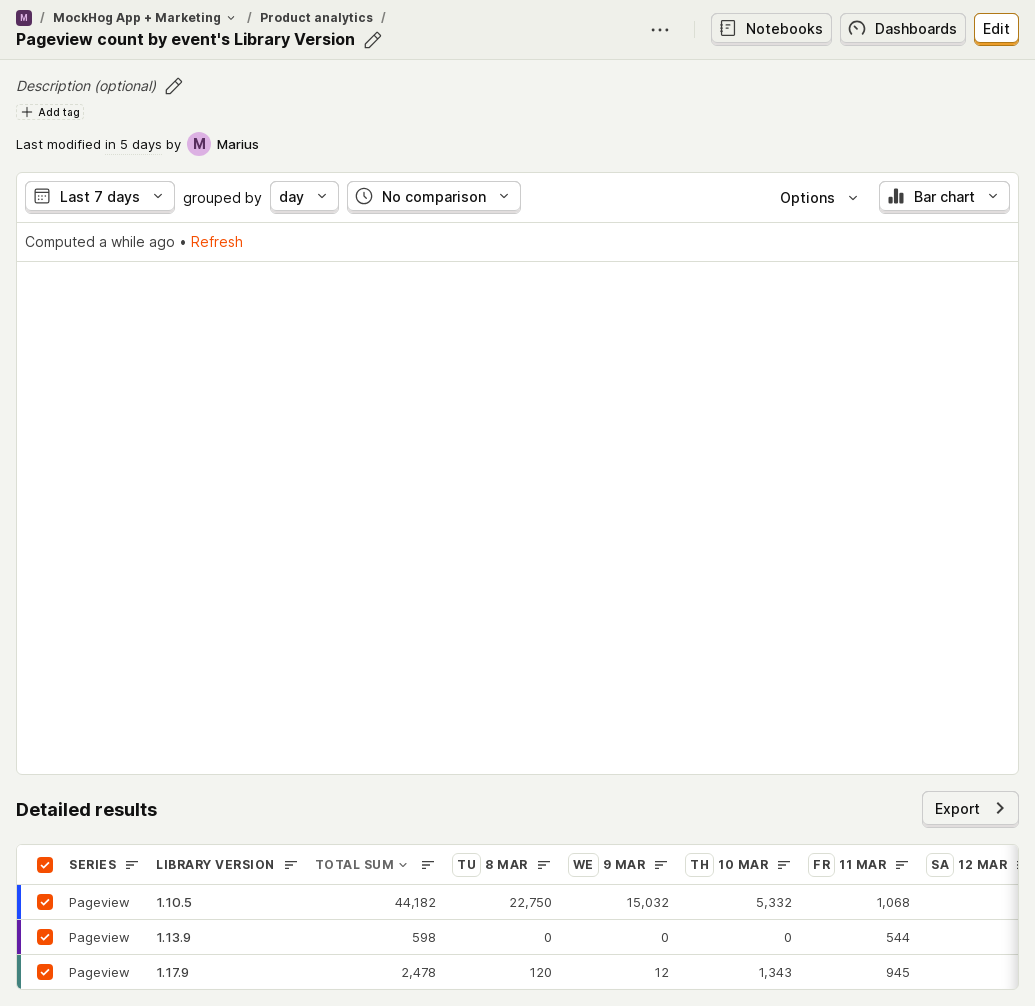 M / MockHog App + Marketing / Product analytics /
Pageview count by event's Library Version
Notebooks Dashboards Edit
Description (optional)
Add tag
Last modified in 5 days by M Marius
Last 7 days grouped by day No comparison Options Bar chart
Computed a while ago • Refresh
Detailed results
Export
SERIES LIBRARY VERSION TOTAL SUM TU 8 MAR WE 9 MAR TH 10 MAR FR 11 MAR SA 12 MAR
Pageview 1.10.5 44,182 22,750 15,032 5,332 1,068
Pageview 1.13.9 598 0 0 0 544
Pageview 1.17.9 2,478 120 12 1,343 945